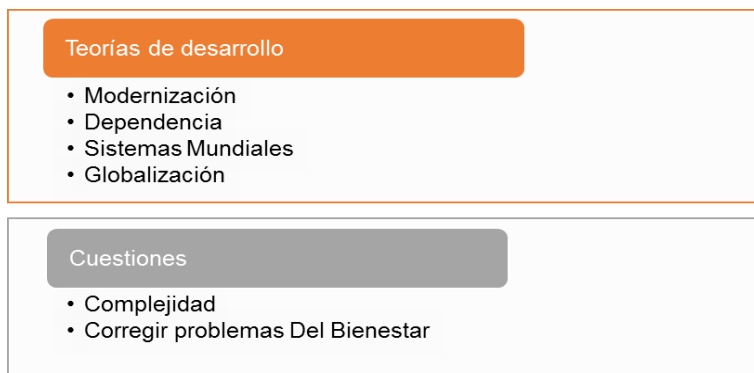 Teorías de desarrollo
• Modernización
• Dependencia
• Sistemas Mundiales
• Globalización
Cuestiones
• Complejidad
• Corregir problemas Del Bienestar